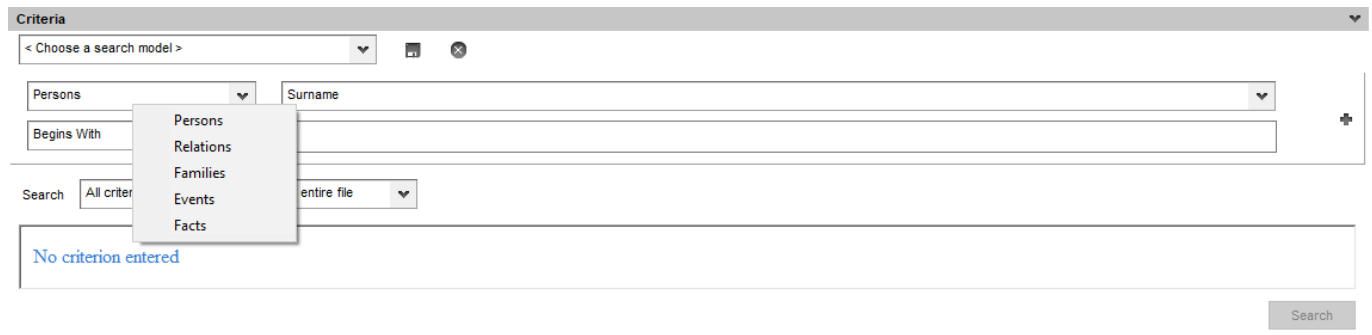 Criteria
< Choose a search model >
Persons Surname
Persons
Begins With
Relations
Families
Search All criter entire file
Events
Facts
No criterion entered
Search